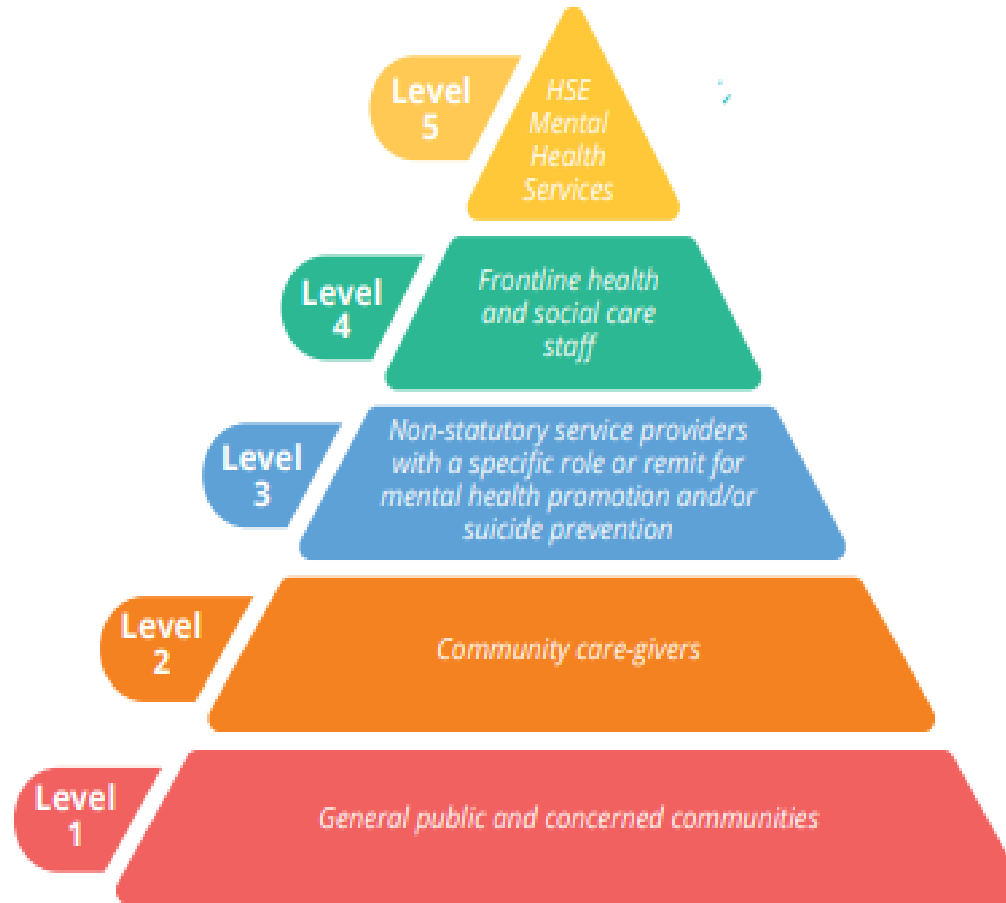 Level
5
HSE
Mental
Health
Services
Level
4
Frontline health
and social care
staff
Level
3
Non-statutory service providers
with a specific role or remit for
mental health promotion and/or
suicide prevention
Level
2
Community care-givers
Level
1
General public and concerned communities